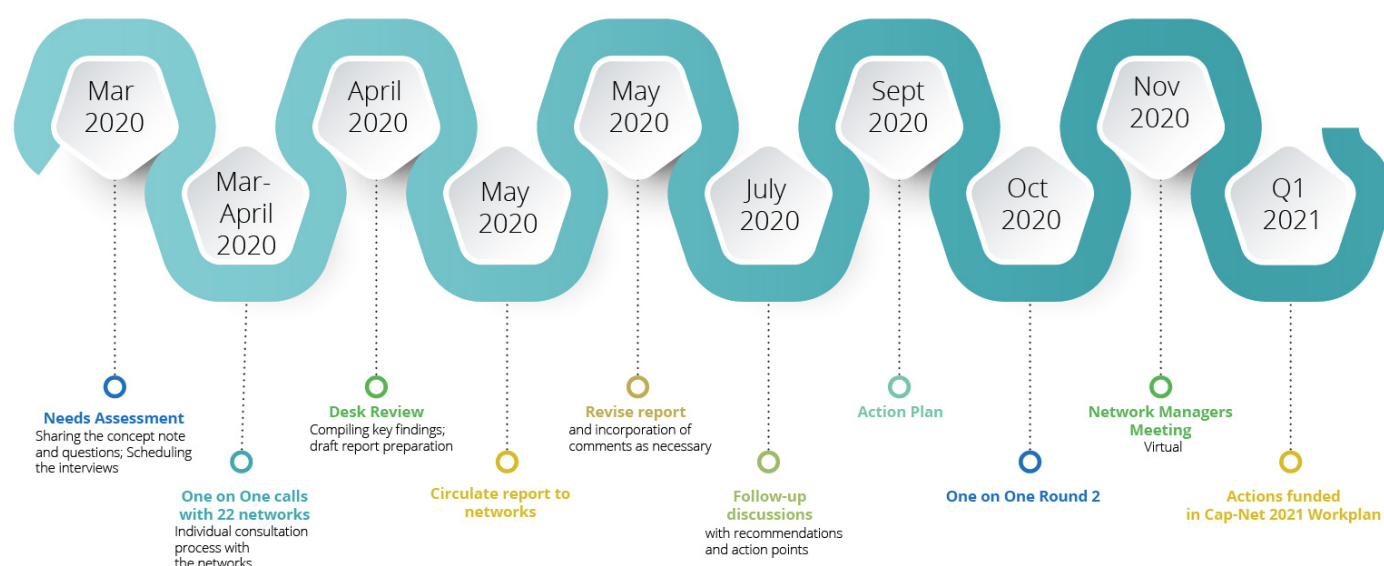 Mar
2020
Mar-
April
2020
April
2020
May
2020
May
2020
July
2020
Sept
2020
Oct
2020
Nov
2020
Q1
2021
Needs Assessment
Sharing the concept note
and questions; Scheduling
the interviews
One on One calls
with 22 networks
Individual consultation
process with
the networks
Desk Review
Compiling key findings;
draft report preparation
Circulate report to
networks
Revise report
and incorporation of
comments as necessary
Follow-up
discussions
with recommendations
and action points
Action Plan
One on One Round 2
Network Managers
Meeting
Virtual
Actions funded
in Cap-Net 2021 Workplan